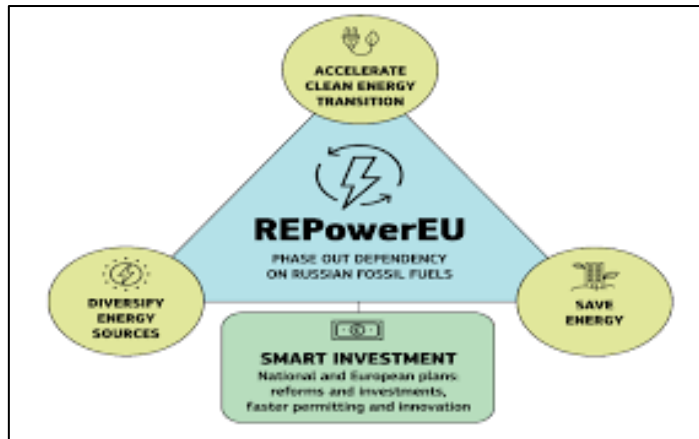 ACCELERATE
CLEAN ENERGY
TRANSITION
REPowerEU
PHASE OUT DEPENDENCY
ON RUSSIAN FOSSIL FUELS
DIVERSIFY
ENERGY
SOURCES
SAVE
ENERGY
SMART INVESTMENT
National and European plans:
reforms and investments,
faster permitting and innovation